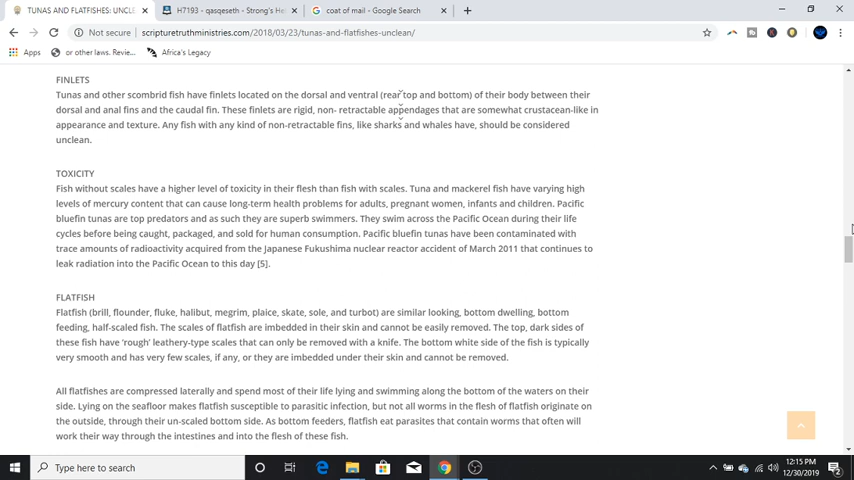 TUNAS AND FLATFISHES: UNCLE
H7193 - qasqeseth - Strong's He
coat of mail - Google Search
Not secure | scripturetruthministries.com/2018/03/23/tunas-and-flatfishes-unclean/
Apps
or other laws. Revie...
Africa's Legacy
FINLETS
Tunas and other scombrid fish have finlets located on the dorsal and ventral (rear top and bottom) of their body between their
dorsal and anal fins and the caudal fin. These finlets are rigid, non- retractable appendages that are somewhat crustacean-like in
appearance and texture. Any fish with any kind of non-retractable fins, like sharks and whales have, should be considered
unclean.
TOXICITY
Fish without scales have a higher level of toxicity in their flesh than fish with scales. Tuna and mackerel fish have varying high
levels of mercury content that can cause long-term health problems for adults, pregnant women, infants and children. Pacific
bluefin tunas are top predators and as such they are superb swimmers. They swim across the Pacific Ocean during their life
cycles before being caught, packaged, and sold for human consumption. Pacific bluefin tunas have been contaminated with
trace amounts of radioactivity acquired from the Japanese Fukushima nuclear reactor accident of March 2011 that continues to
leak radiation into the Pacific Ocean to this day [5].
FLATFISH
Flatfish (brill, flounder, fluke, halibut, megrim, plaice, skate, sole, and turbot) are similar looking, bottom dwelling, bottom
feeding, half-scaled fish. The scales of flatfish are imbedded in their skin and cannot be easily removed. The top, dark sides of
these fish have 'rough' leathery-type scales that can only be removed with a knife. The bottom white side of the fish is typically
very smooth and has very few scales, if any, or they are imbedded under their skin and cannot be removed.
All flatfishes are compressed laterally and spend most of their life lying and swimming along the bottom of the waters on their
side. Lying on the seafloor makes flatfish susceptible to parasitic infection, but not all worms in the flesh of flatfish originate on
the outside, through their un-scaled bottom side. As bottom feeders, flatfish eat parasites that contain worms that often will
work their way through the intestines and into the flesh of these fish.
Type here to search
12:15 PM
12/30/2019
2